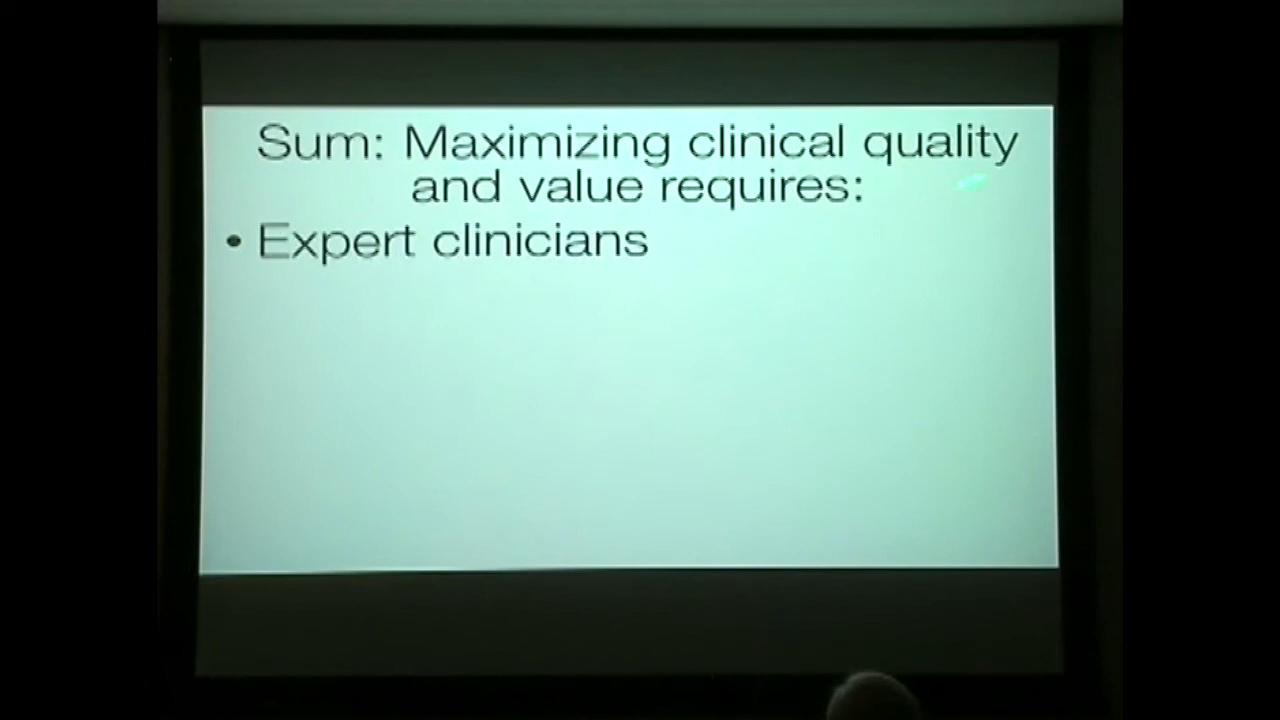 Sum: Maximizing clinical quality
and value requires:
• Expert clinicians